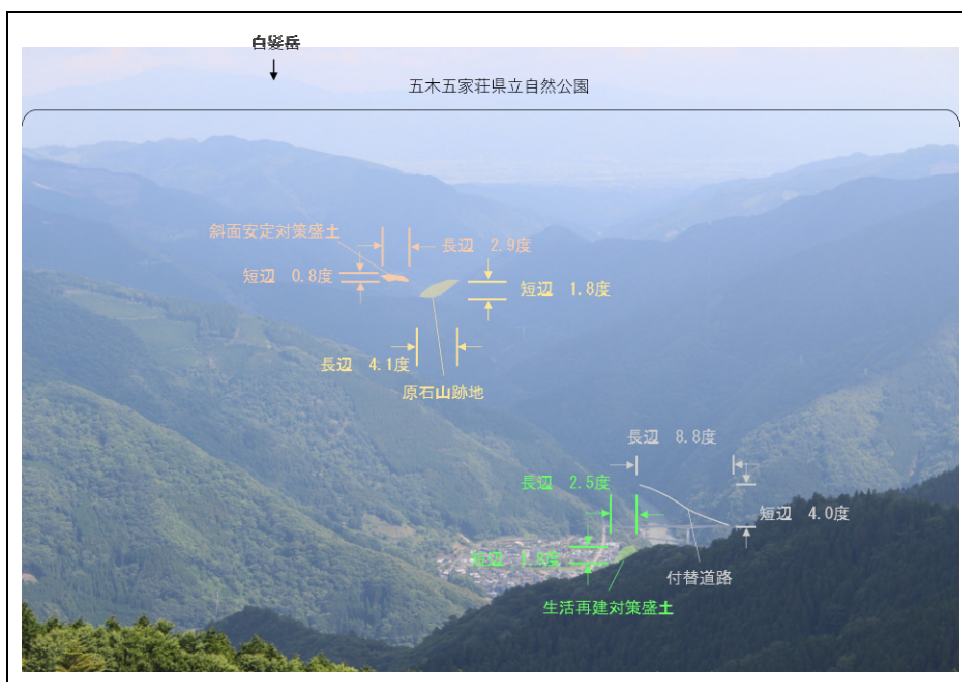 白髪岳
五木五家荘県立自然公園
斜面安定対策盛土
長辺 2.9度
短辺 0.8度
短辺 1.8度
長辺 4.1度
原石山跡地
長辺 8.8度
長辺 2.5度
短辺 4.0度
短辺 1.8度
付替道路
生活再建対策盛土